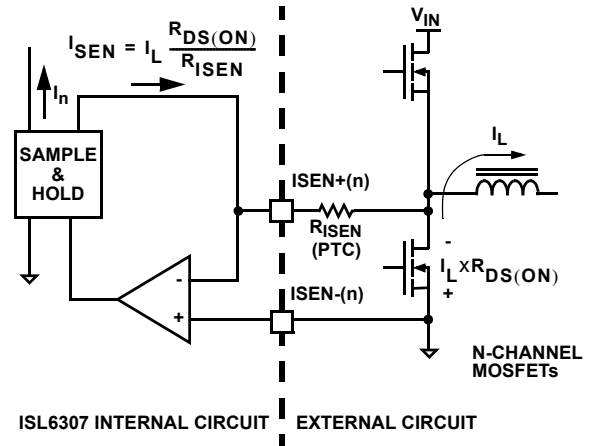 V_IN
I_SEN = I_L R_DS(ON) / R_ISEN
I_n
SAMPLE
&
HOLD
I_L
ISEN+(n)
R_ISEN
(PTC)
-
I_L x R_DS(ON)
+
-
+
ISEN-(n)
N-CHANNEL
MOSFETs
ISL6307 INTERNAL CIRCUIT
EXTERNAL CIRCUIT